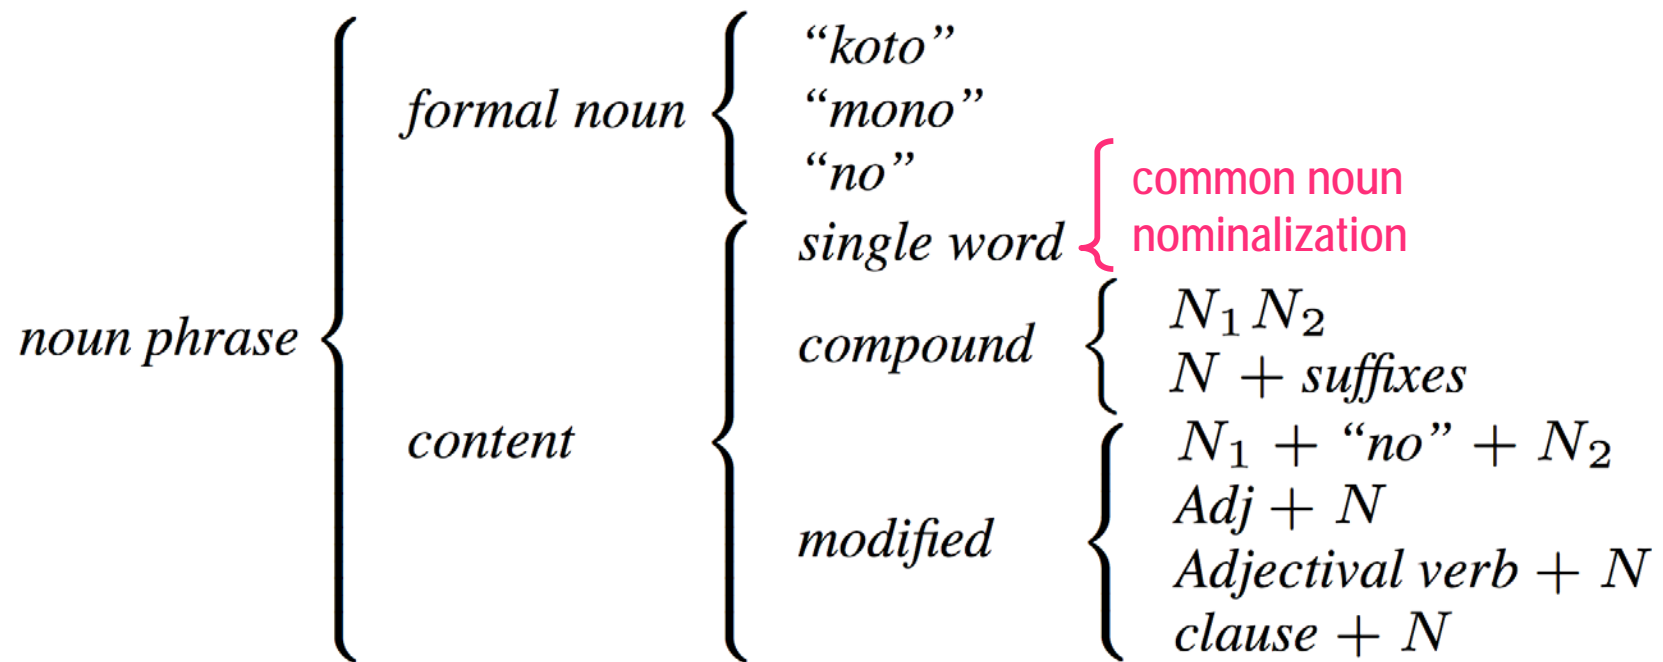 noun phrase
formal noun
“koto”
“mono”
“no”
content
single word
common noun
nominalization
compound
N₁ N₂
N + suffixes
modified
N₁ + “no” + N₂
Adj + N
Adjectival verb + N
clause + N